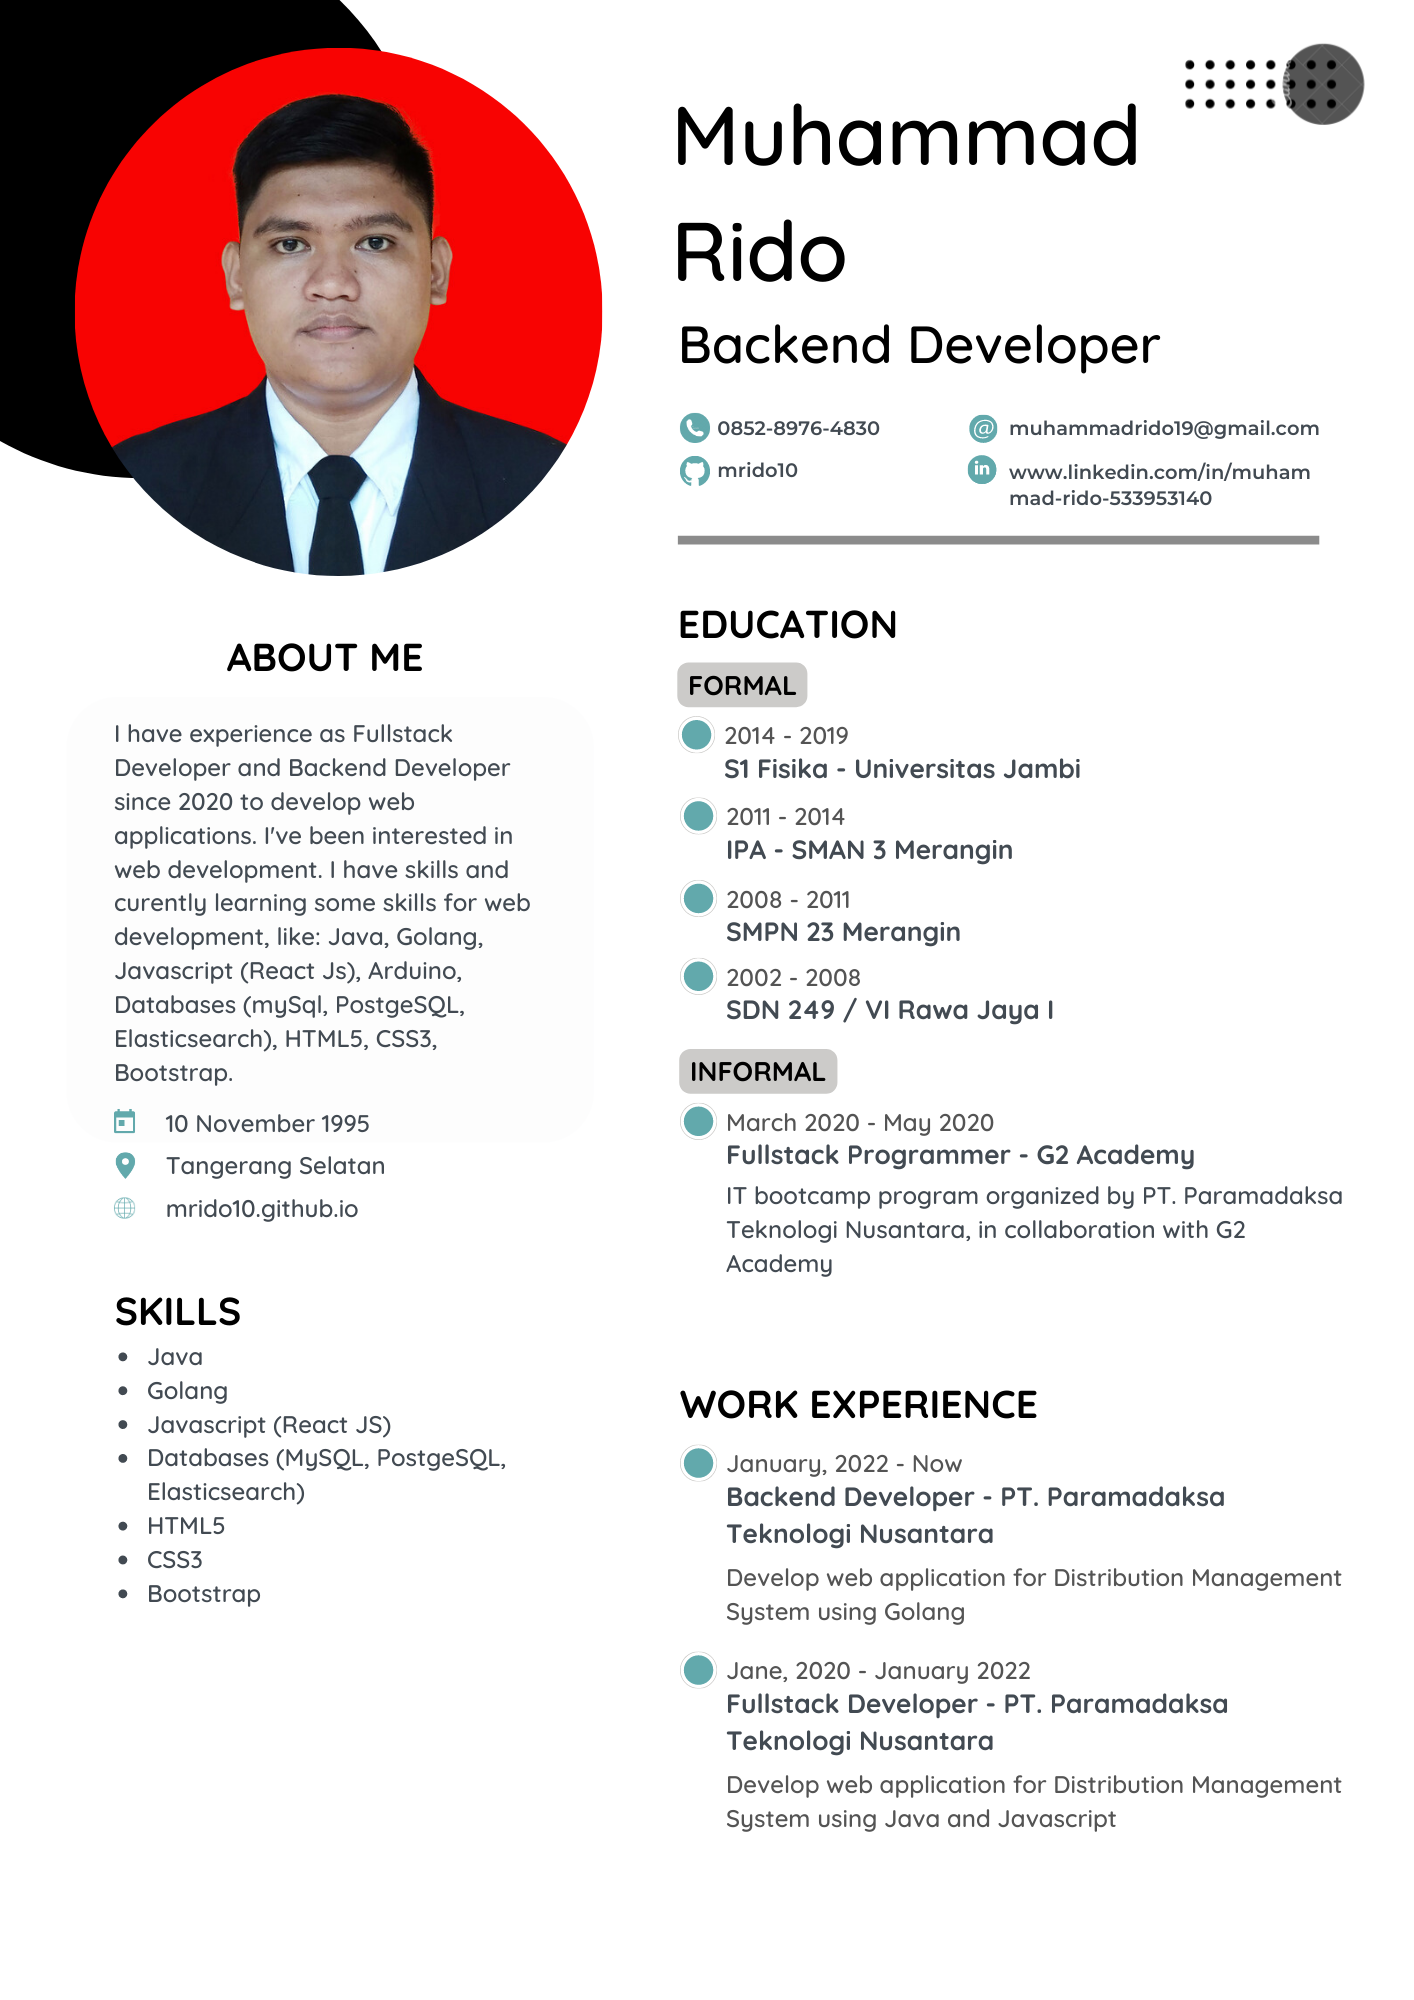 Muhammad
Rido
Backend Developer
0852-8976-4830
muhammadrido19@gmail.com
mrido10
www.linkedin.com/in/muham
mad-rido-533953140
ABOUT ME
I have experience as Fullstack
Developer and Backend Developer
since 2020 to develop web
applications. I've been interested in
web development. I have skills and
curently learning some skills for web
development, like: Java, Golang,
Javascript (React Js), Arduino,
Databases (mySql, PostgeSQL,
Elasticsearch), HTML5, CSS3,
Bootstrap.
10 November 1995
Tangerang Selatan
mrido10.github.io
SKILLS
• Java
• Golang
• Javascript (React JS)
• Databases (MySQL, PostgeSQL,
Elasticsearch)
• HTML5
• CSS3
• Bootstrap
EDUCATION
FORMAL
2014 - 2019
S1 Fisika - Universitas Jambi
2011 - 2014
IPA - SMAN 3 Merangin
2008 - 2011
SMPN 23 Merangin
2002 - 2008
SDN 249 / VI Rawa Jaya I
INFORMAL
March 2020 - May 2020
Fullstack Programmer - G2 Academy
IT bootcamp program organized by PT. Paramadaksa
Teknologi Nusantara, in collaboration with G2
Academy
WORK EXPERIENCE
January, 2022 - Now
Backend Developer - PT. Paramadaksa
Teknologi Nusantara
Develop web application for Distribution Management
System using Golang
Jane, 2020 - January 2022
Fullstack Developer - PT. Paramadaksa
Teknologi Nusantara
Develop web application for Distribution Management
System using Java and Javascript